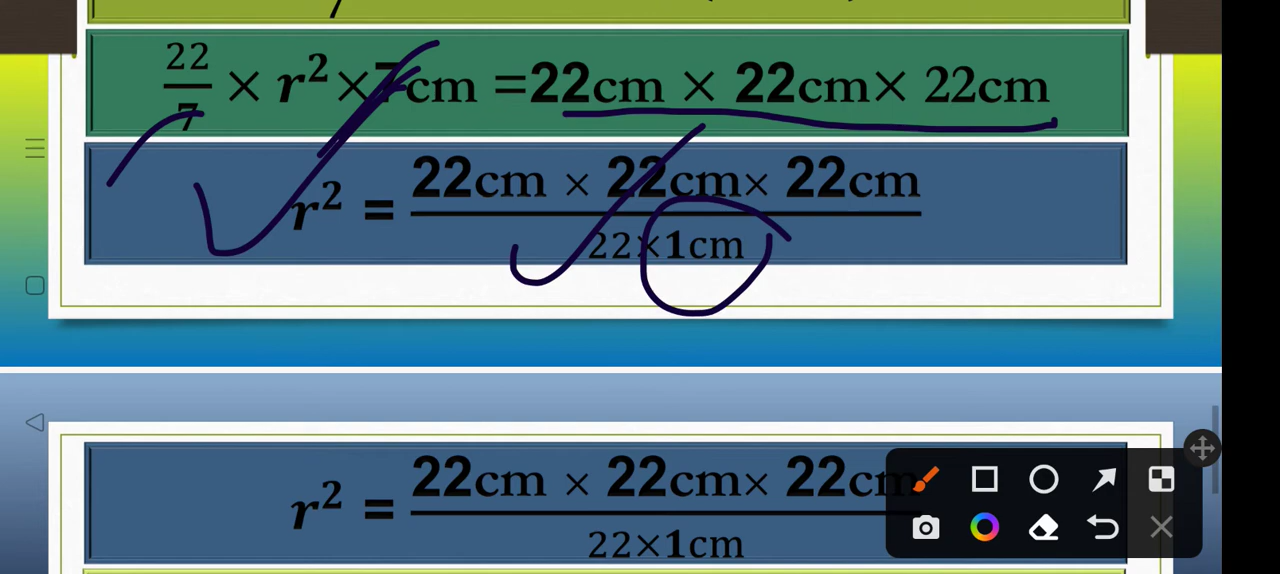 22/7 × r² × 7cm =22cm × 22cm× 22cm
r² = 22cm × 22cm× 22cm / 22×1cm
r² = 22cm × 22cm× 22cm / 22×1cm